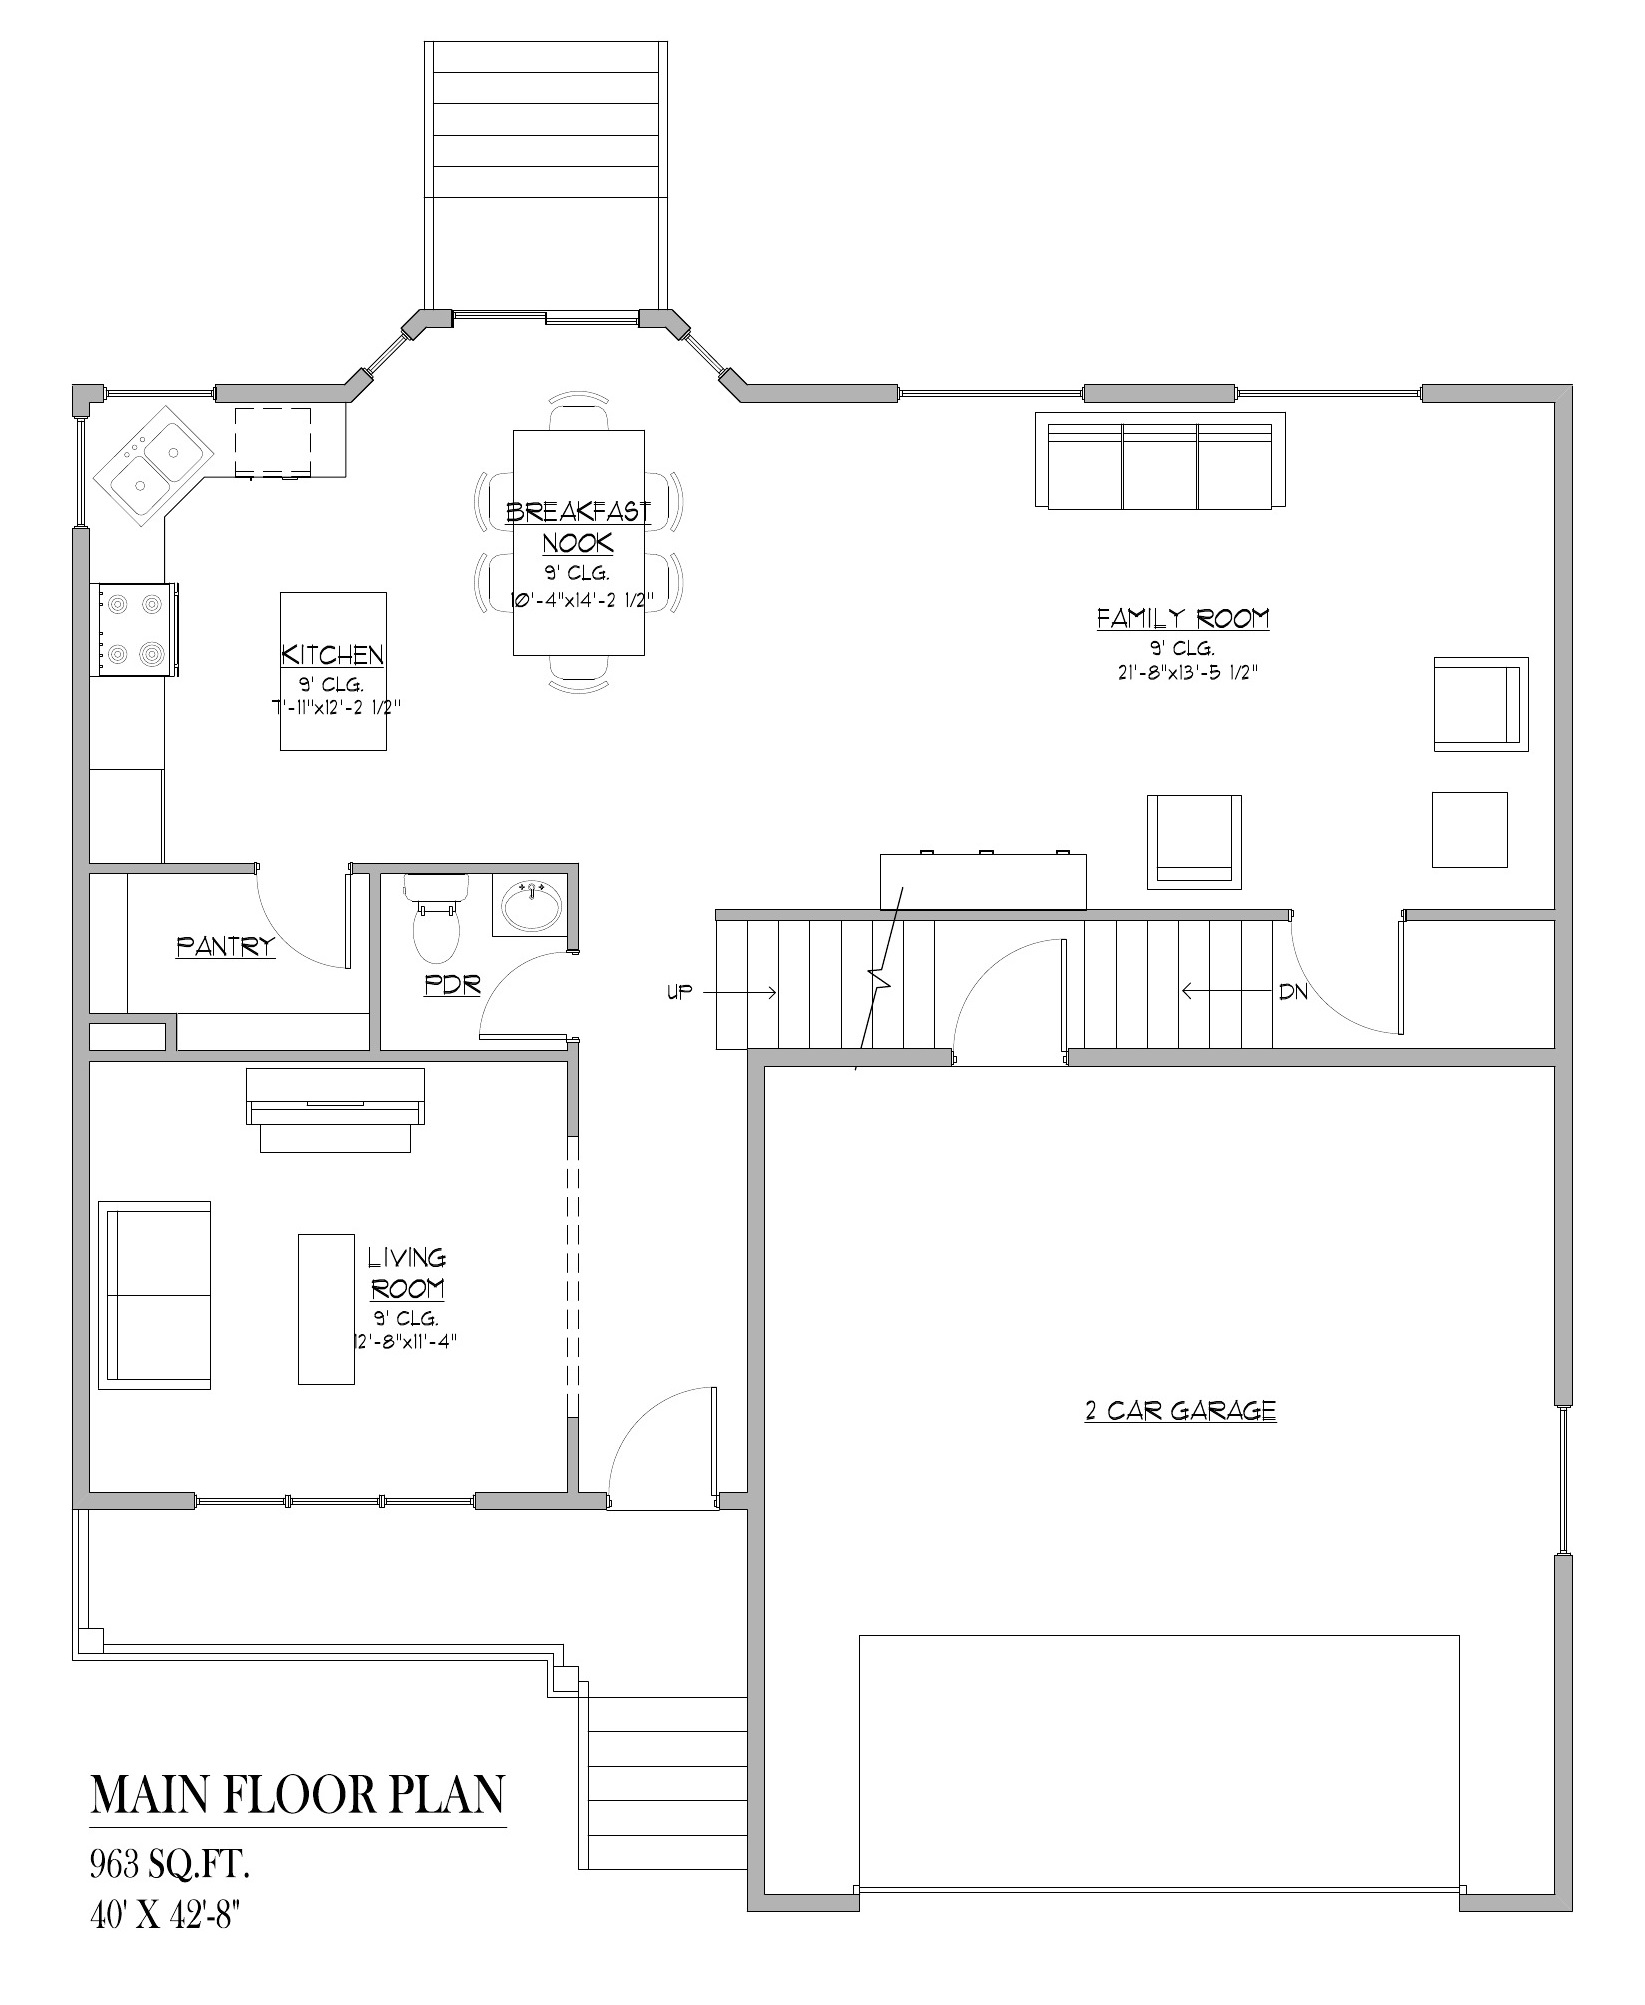 BREAKFAST
NOOK
9' CLG.
10'-4"x14'-2 1/2"
KITCHEN
9' CLG.
7'-11"x12'-2 1/2"
FAMILY ROOM
9' CLG.
21'-8"x13'-5 1/2"
PANTRY
PDR
UP
DN
LIVING
ROOM
9' CLG.
12'-8"x11'-4"
2 CAR GARAGE
MAIN FLOOR PLAN
963 SQ.FT.
40' X 42'-8"